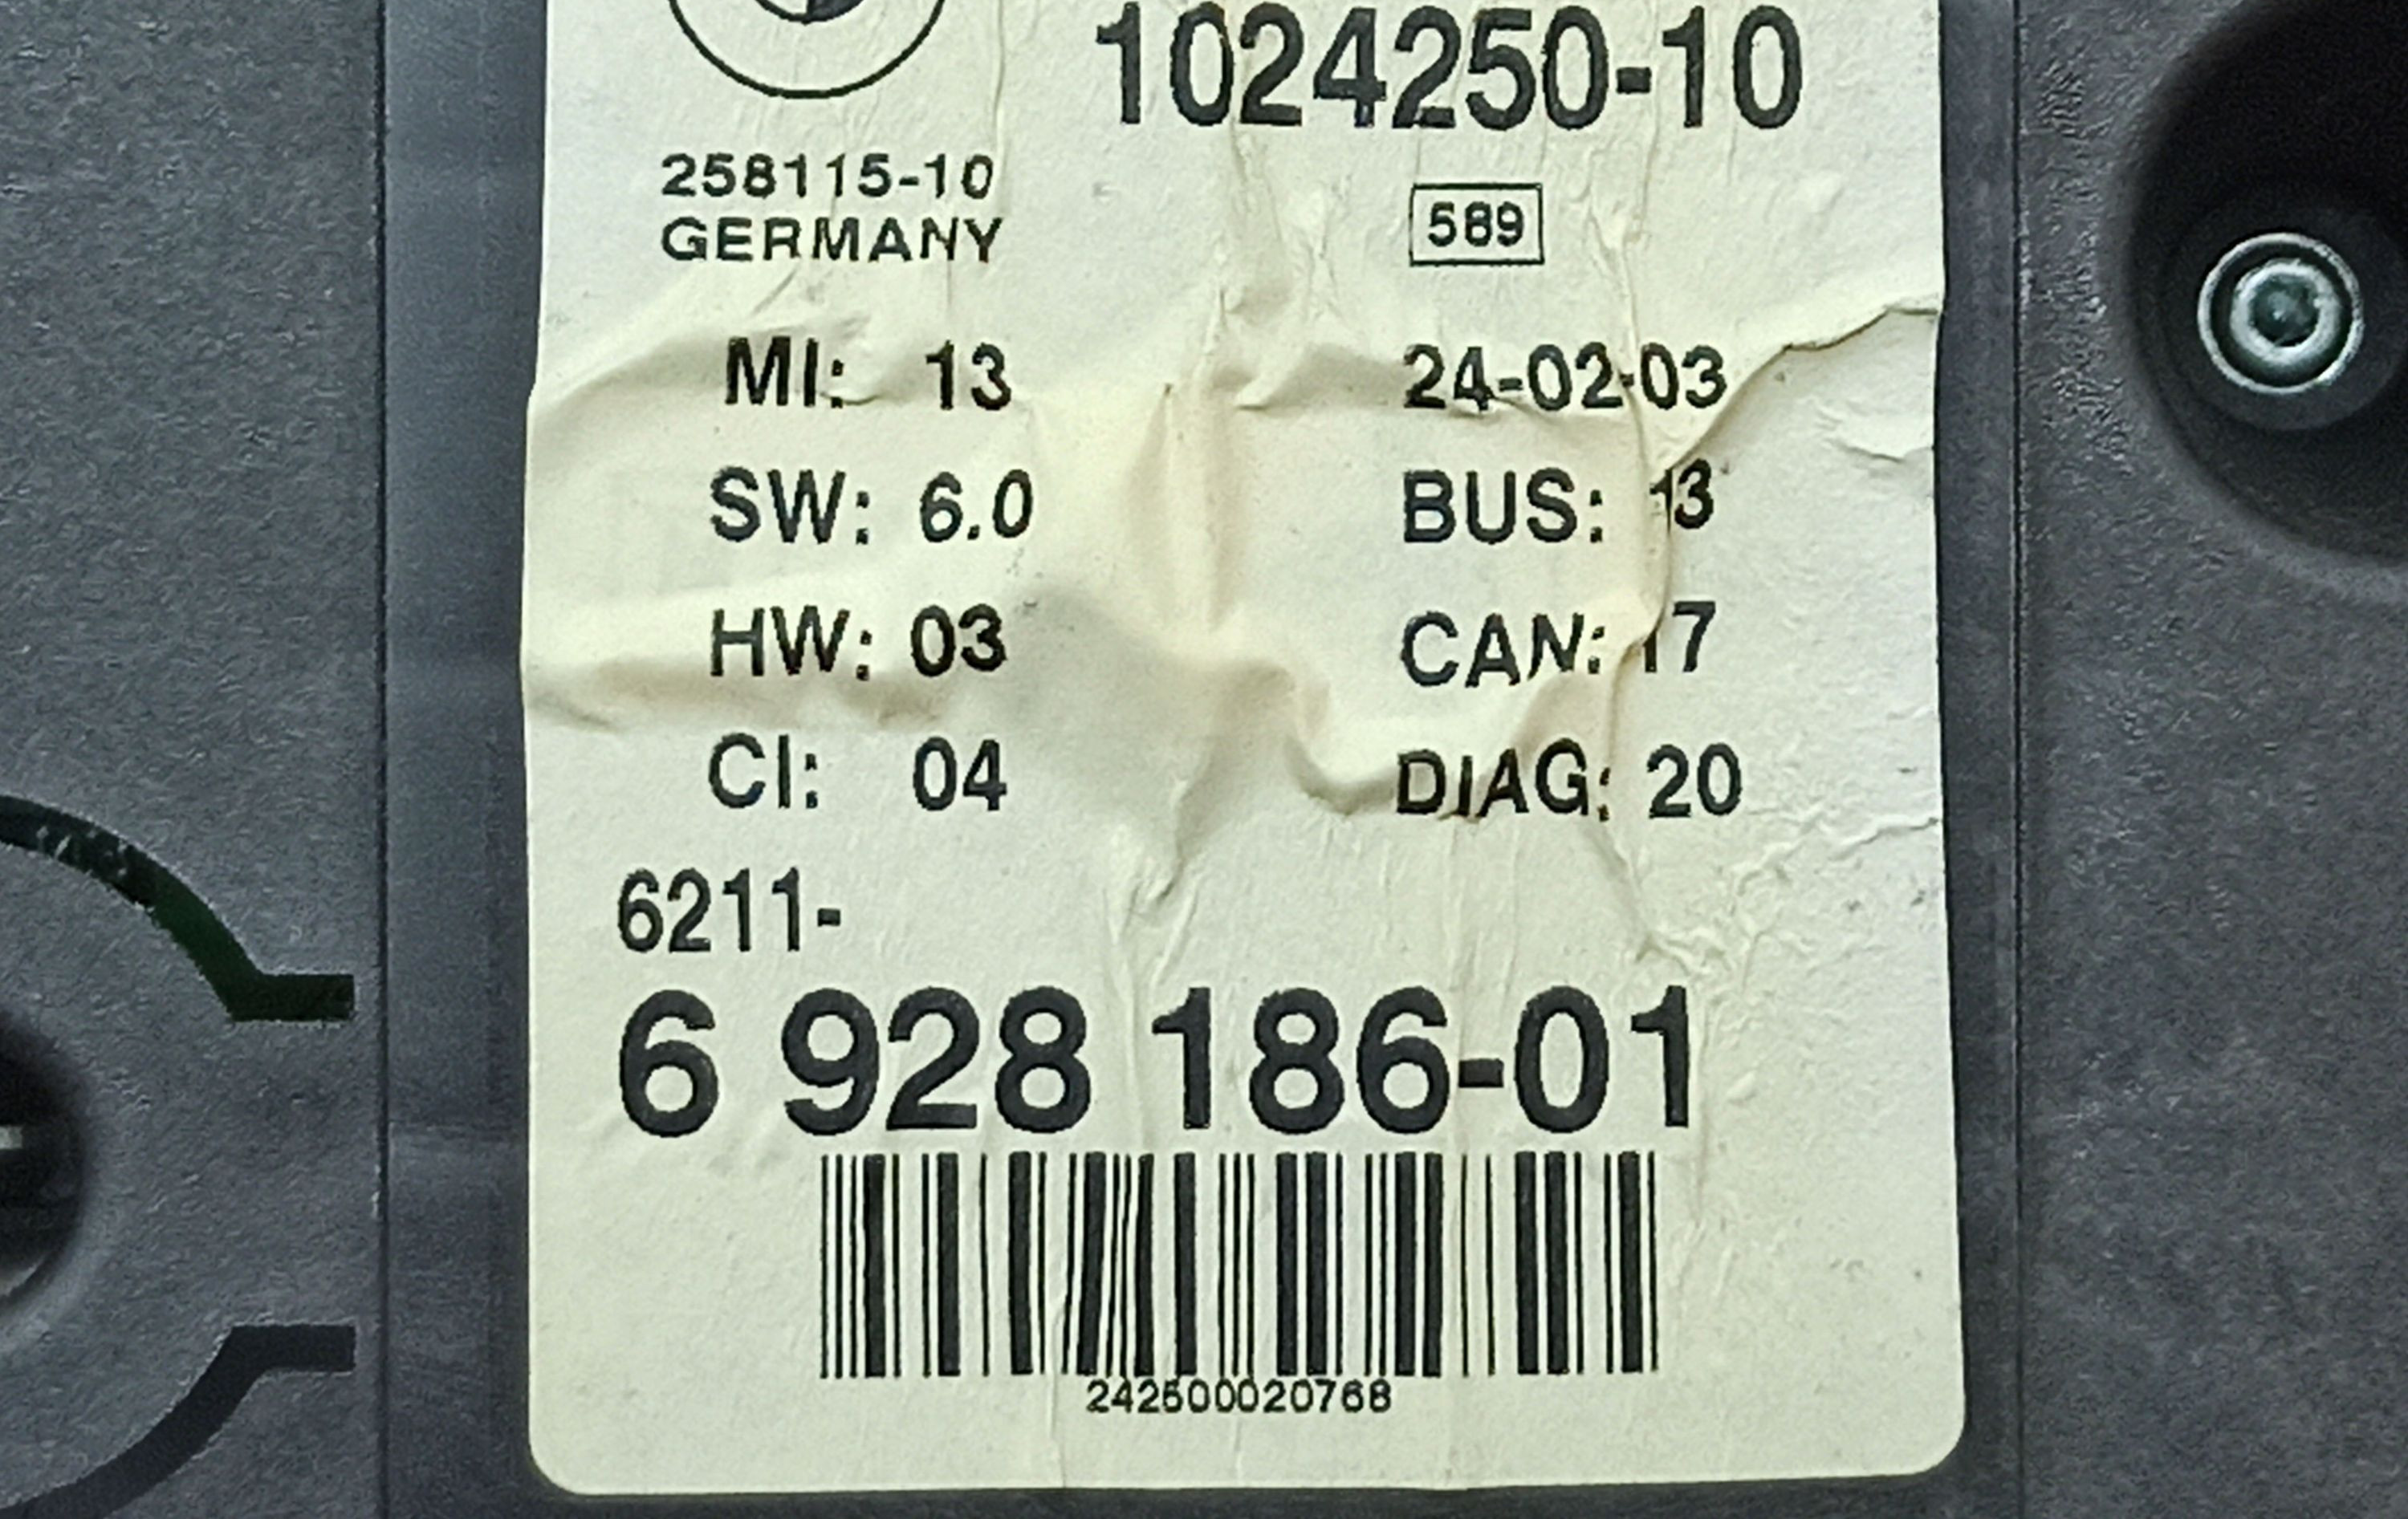 1024250-10
258115-10
GERMANY
589
MI: 13 24-02-03
SW: 6.0 BUS: 13
HW: 03 CAN: 17
CI: 04 DIAG: 20
6211-
6 928 186-01
242500020768